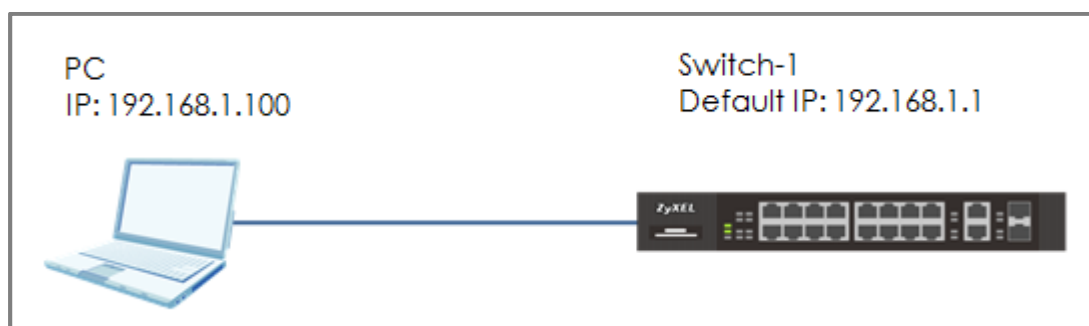 PC
IP: 192.168.1.100
Switch-1
Default IP: 192.168.1.1
ZyXEL